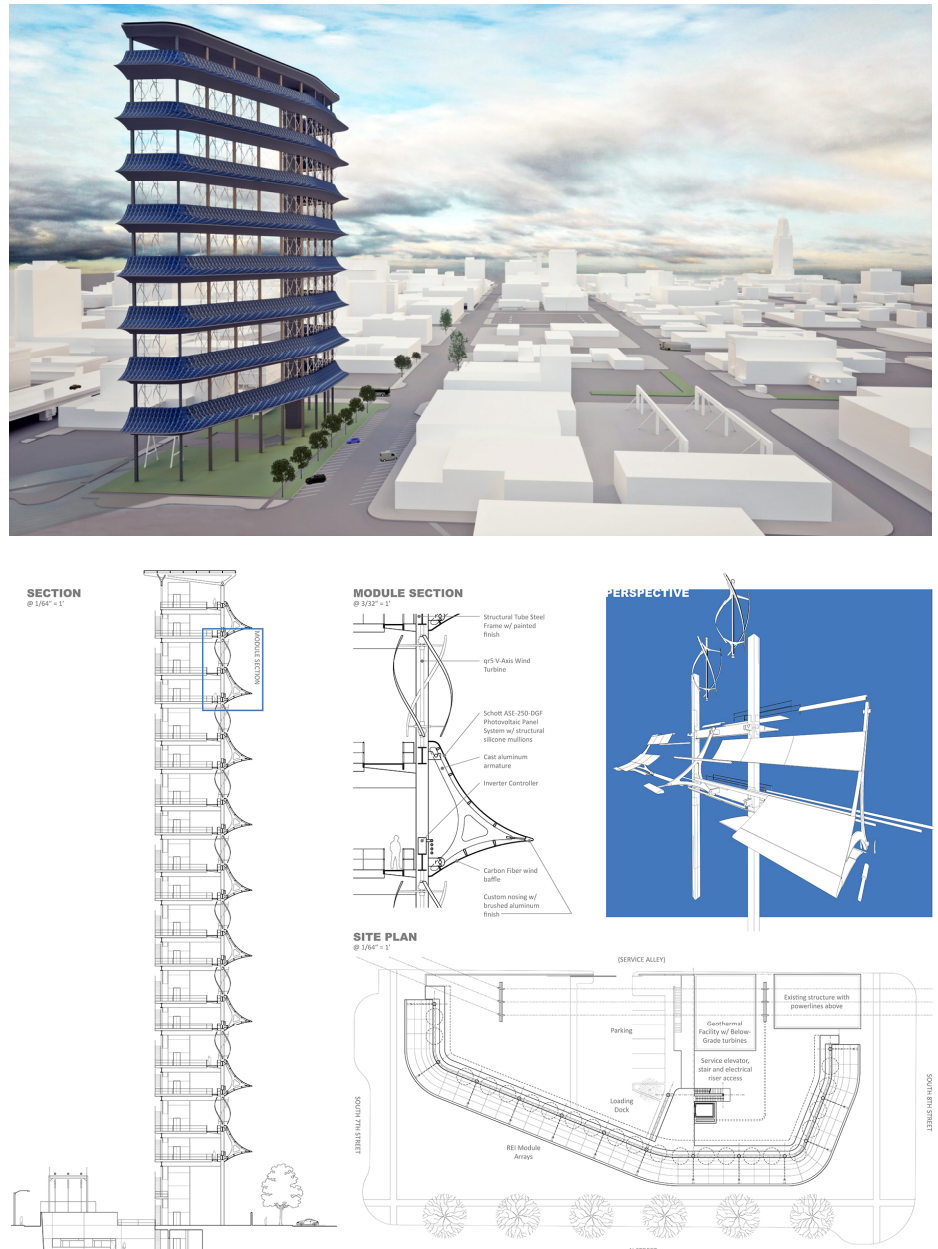 SECTION
@ 1/64" = 1'
MODULE SECTION
MODULE SECTION
@ 3/32" = 1'
Structural Tube Steel
Frame w/ painted
finish
qr5 V-Axis Wind
Turbine
Schott ASE-250-DGF
Photovoltaic Panel
System w/ structural
silicone mullions
Cast aluminum
armature
Inverter Controller
Carbon Fiber wind
baffle
Custom nosing w/
brushed aluminum
finish
PERSPECTIVE
SITE PLAN
@ 1/64" = 1'
(SERVICE ALLEY)
Existing structure with
powerlines above
Parking
Geothermal
Facility w/ Below-
Grade turbines
Service elevator,
stair and electrical
riser access
Loading
Dock
REI Module
Arrays
SOUTH 7TH STREET
SOUTH 8TH STREET